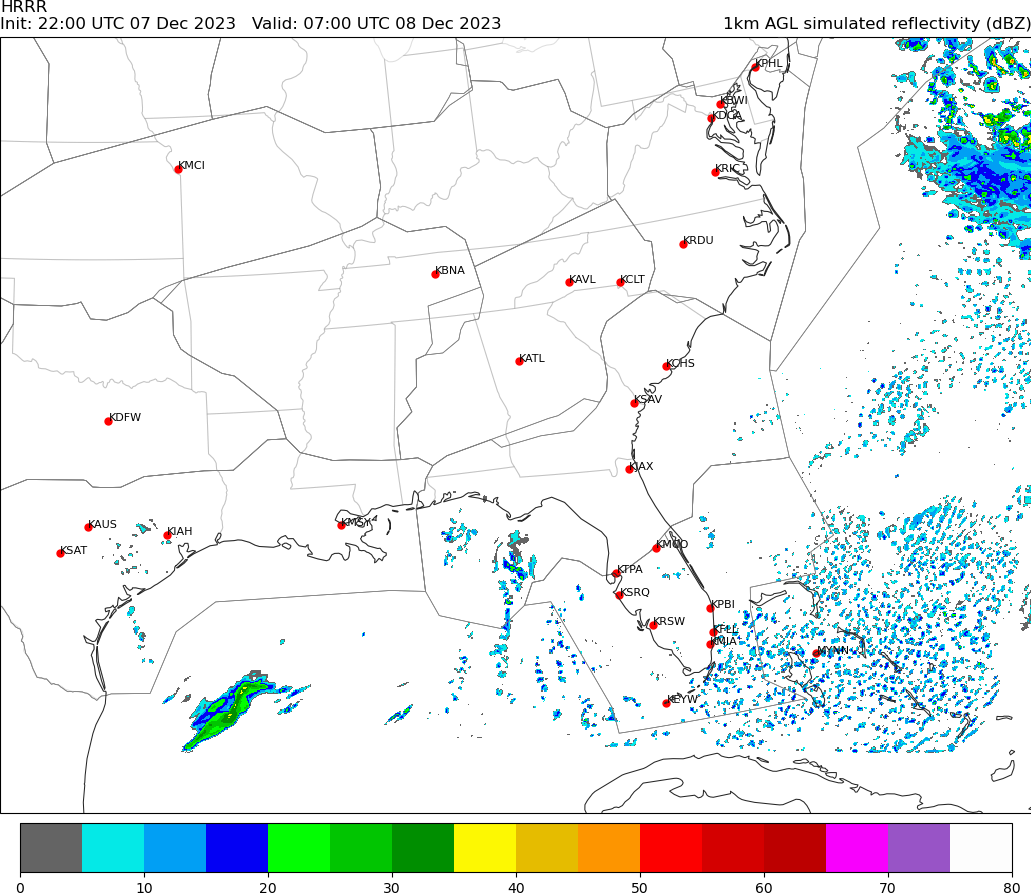 HRRR
Init: 22:00 UTC 07 Dec 2023   Valid: 07:00 UTC 08 Dec 2023   1km AGL simulated reflectivity (dBZ)
KPHL
KBWI
KDCA
KMCI
KRIC
KRDU
KBNA
KAVL
KCLT
KATL
KCHS
KSAV
KDFW
KJAX
KAUS
KMSY
KIAH
KSAT
KMCO
KTPA
KSRQ
KPBI
KRSW
KFLL
KMIA
MYNN
KEYW
0 10 20 30 40 50 60 70 80